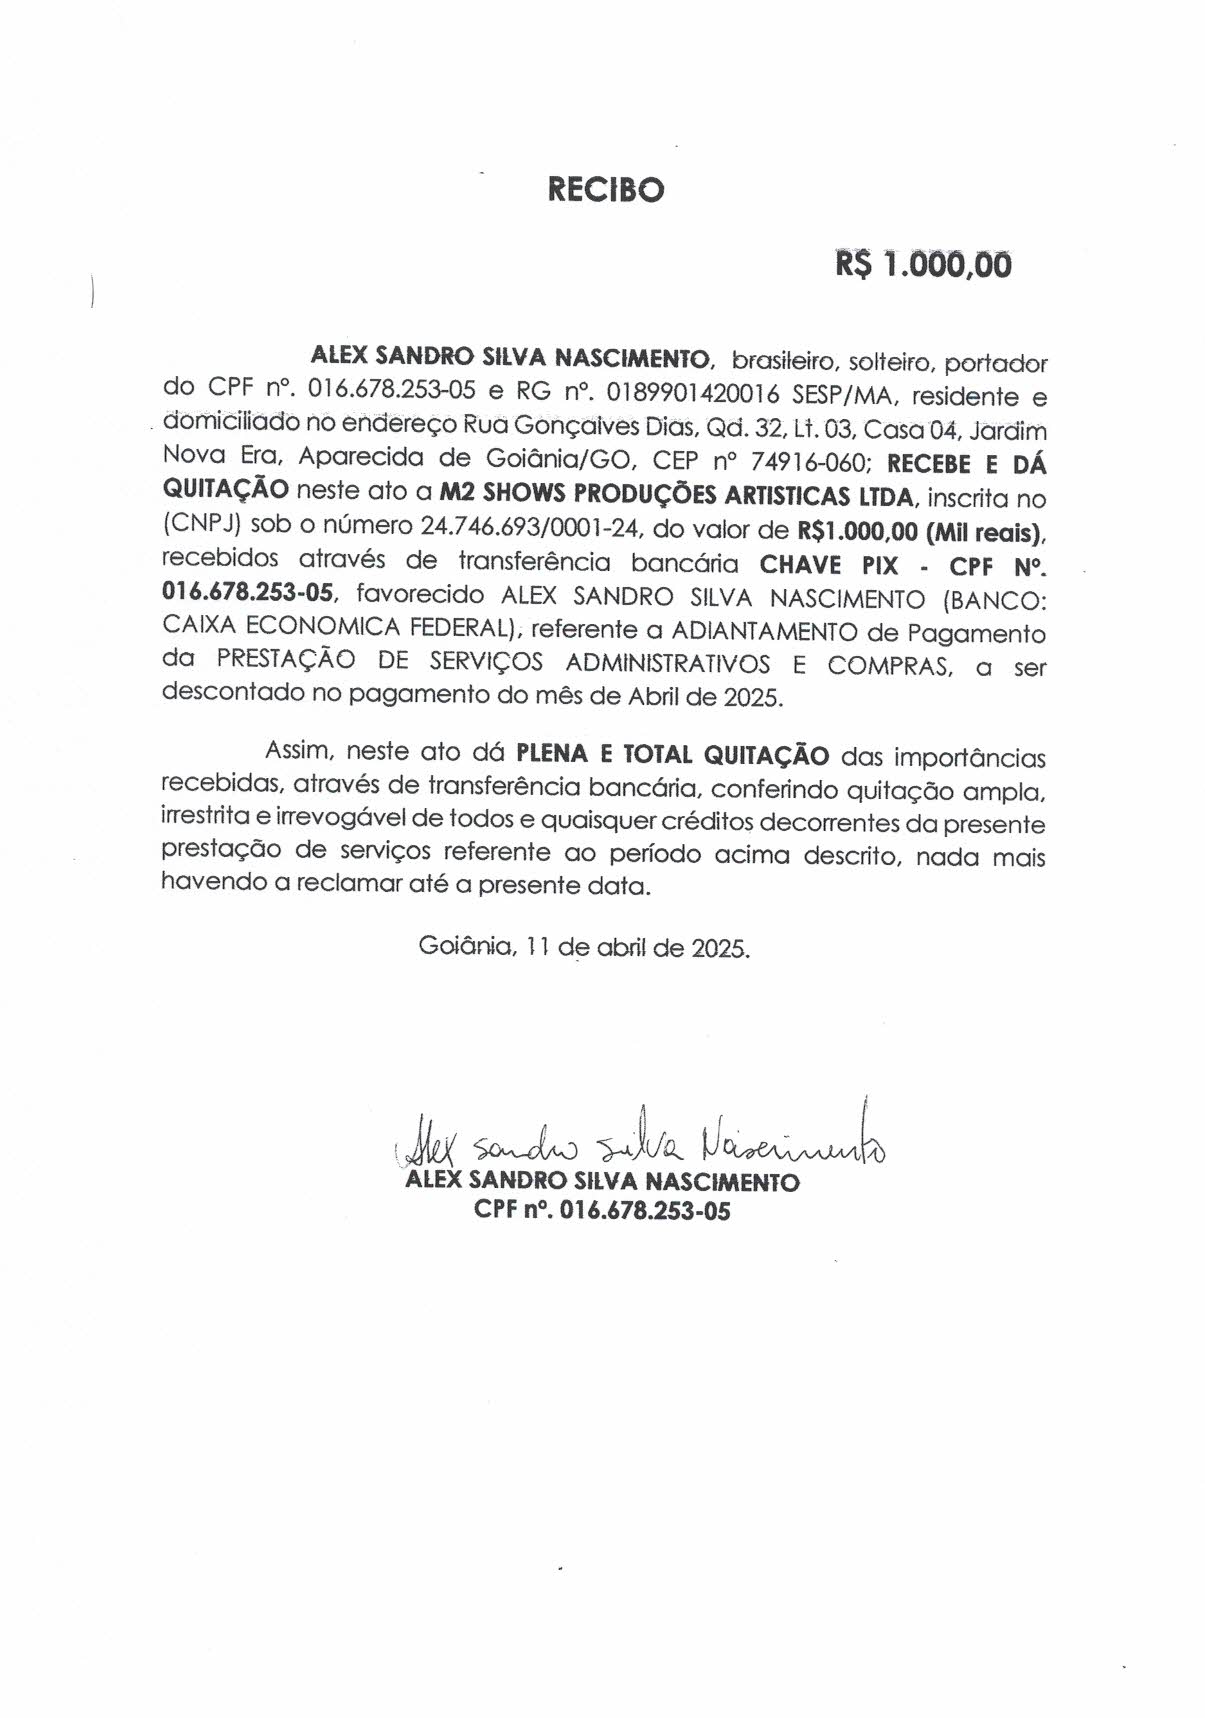 RECIBO
R$ 1.000,00
ALEX SANDRO SILVA NASCIMENTO, brasileiro, solteiro, portador
do CPF nº. 016.678.253-05 e RG nº. 0189901420016 SESP/MA, residente e
domiciliado no endereço Rua Gonçalves Dias, Qd. 32, Lt. 03, Casa 04, Jardim
Nova Era, Aparecida de Goiânia/GO, CEP nº 74916-060; RECEBE E DÁ
QUITAÇÃO neste ato a M2 SHOWS PRODUÇÕES ARTISTICAS LTDA, inscrita no
(CNPJ) sob o número 24.746.693/0001-24, do valor de R$1.000,00 (Mil reais),
recebidos através de transferência bancária CHAVE PIX - CPF Nº.
016.678.253-05, favorecido ALEX SANDRO SILVA NASCIMENTO (BANCO:
CAIXA ECONOMICA FEDERAL), referente a ADIANTAMENTO de Pagamento
da PRESTAÇÃO DE SERVIÇOS ADMINISTRATIVOS E COMPRAS, a ser
descontado no pagamento do mês de Abril de 2025.
Assim, neste ato dá PLENA E TOTAL QUITAÇÃO das importâncias
recebidas, através de transferência bancária, conferindo quitação ampla,
irrestrita e irrevogável de todos e quaisquer créditos decorrentes da presente
prestação de serviços referente ao período acima descrito, nada mais
havendo a reclamar até a presente data.
Goiânia, 11 de abril de 2025.
Alex Sandro Silva Nascimento
ALEX SANDRO SILVA NASCIMENTO
CPF nº. 016.678.253-05